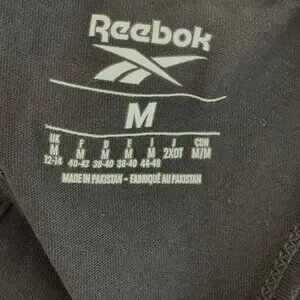 Reebok
M
UK F D E I J CDN
M M M M M 2XOT M/M
12-14 40-42 38-40 38-40 44-46
MADE IN PAKISTAN - FABRIQUÉ AU PAKISTAN